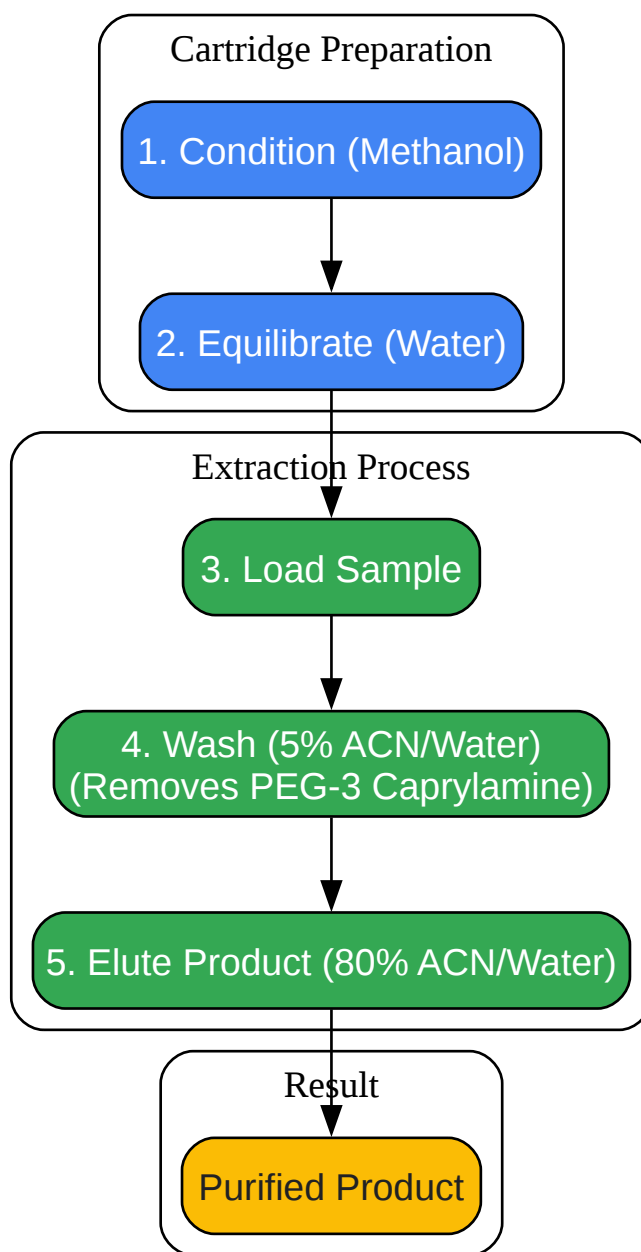 Cartridge Preparation
1. Condition (Methanol)
2. Equilibrate (Water)
Extraction Process
3. Load Sample
4. Wash (5% ACN/Water)
(Removes PEG-3 Caprylamine)
5. Elute Product (80% ACN/Water)
Result
Purified Product